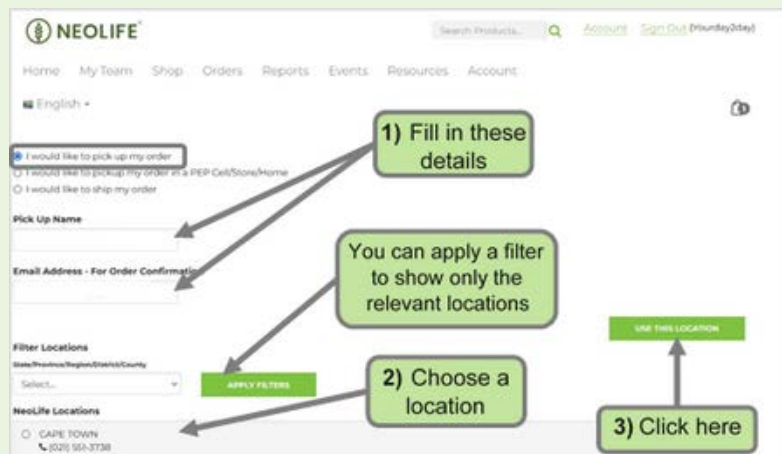 NEOLIFE
Search Products...
Account Sign Out (Yourday2day)
Home My Team Shop Orders Reports Events Resources Account
English
I would like to pick up my order
I would like to pickup my order in a PEP Cell/Store/Home
I would like to ship my order
1) Fill in these
details
Pick Up Name
Email Address - For Order Confirmation
You can apply a filter
to show only the
relevant locations
USE THIS LOCATION
Filter Locations
State/Province/Region/District/County
Select...
APPLY FILTERS
2) Choose a
location
3) Click here
NeoLife Locations
CAPE TOWN
(021) 551-3738